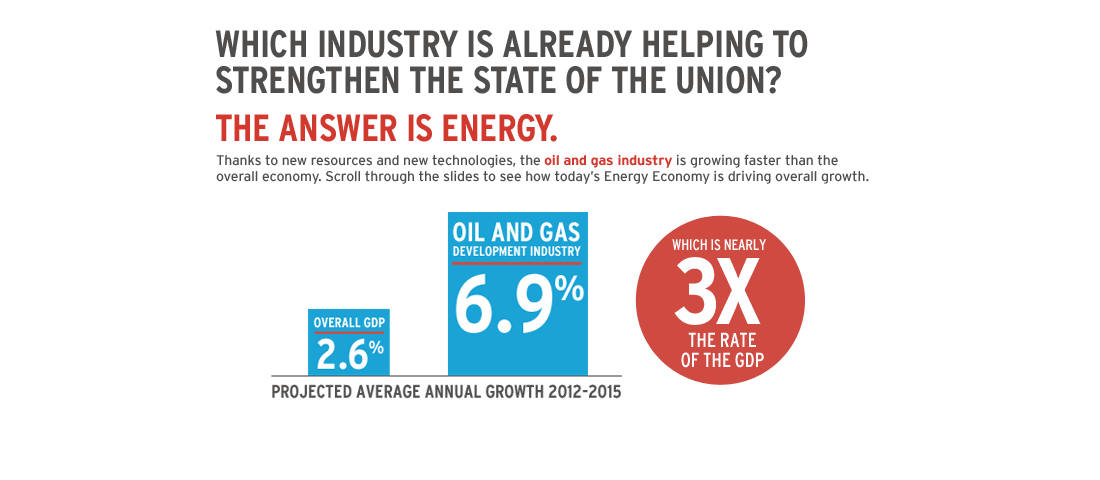 WHICH INDUSTRY IS ALREADY HELPING TO
STRENGTHEN THE STATE OF THE UNION?
THE ANSWER IS ENERGY.
Thanks to new resources and new technologies, the oil and gas industry is growing faster than the
overall economy. Scroll through the slides to see how today's Energy Economy is driving overall growth.
OVERALL GDP
2.6%
OIL AND GAS
DEVELOPMENT INDUSTRY
6.9%
PROJECTED AVERAGE ANNUAL GROWTH 2012-2015
WHICH IS NEARLY
3X
THE RATE
OF THE GDP